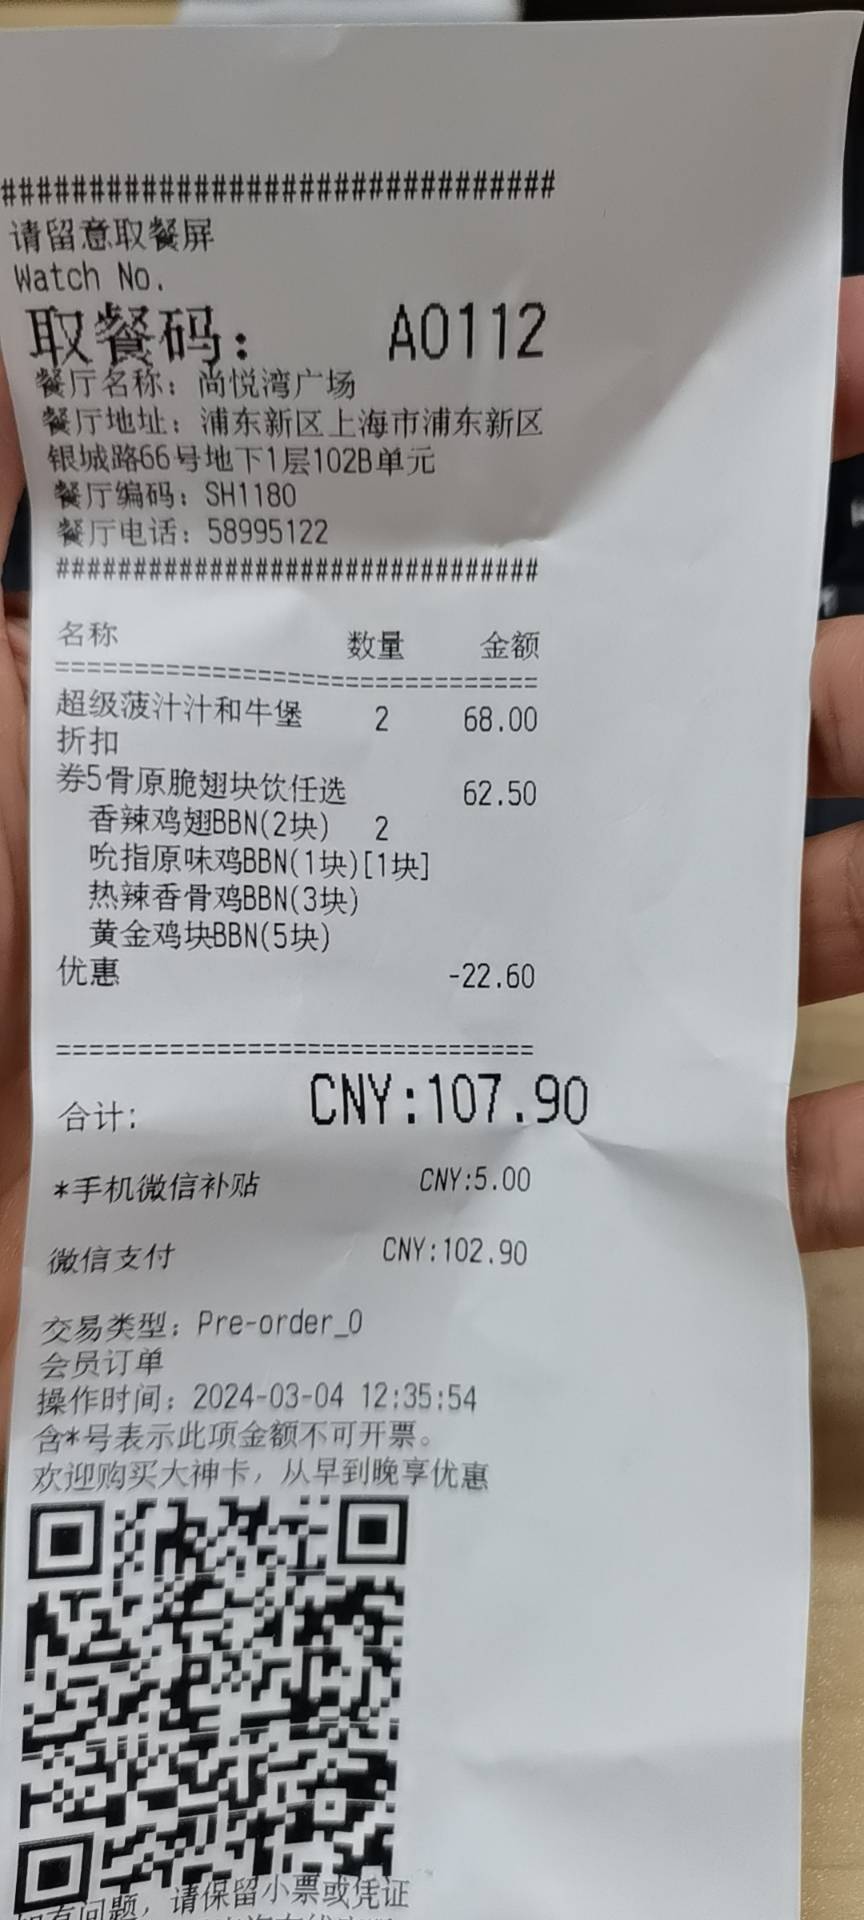 ################################
请留意取餐屏
Watch No.
取餐码: A0112
餐厅名称: 尚悦湾广场
餐厅地址: 浦东新区上海市浦东新区
银城路66号地下1层102B单元
餐厅编码: SH1180
餐厅电话: 58995122
################################
名称 数量 金额
================================
超级菠汁汁和牛堡 2 68.00
折扣
券5骨原脆翅块饮任选 62.50
香辣鸡翅BBN(2块) 2
吮指原味鸡BBN(1块)[1块]
热辣香骨鸡BBN(3块)
黄金鸡块BBN(5块)
优惠 -22.60
================================
合计: CNY:107.90
*手机微信补贴 CNY:5.00
微信支付 CNY:102.90
交易类型: Pre-order_0
会员订单
操作时间: 2024-03-04 12:35:54
含*号表示此项金额不可开票。
欢迎购买大神卡，从早到晚享优惠
如有问题，请保留小票或凭证